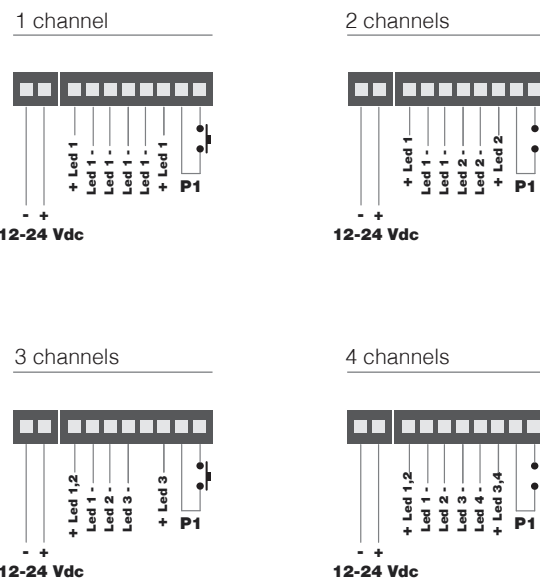 1 channel
+ Led 1
Led 1 -
Led 1 -
Led 1 -
Led 1 -
+ Led 1
P1
- +
12-24 Vdc
2 channels
+ Led 1
Led 1 -
Led 1 -
Led 2 -
Led 2 -
+ Led 2
P1
- +
12-24 Vdc
3 channels
+ Led 1,2
Led 1 -
Led 2 -
Led 3 -
+ Led 3
P1
- +
12-24 Vdc
4 channels
+ Led 1,2
Led 1 -
Led 2 -
Led 3 -
Led 4 -
+ Led 3,4
P1
- +
12-24 Vdc